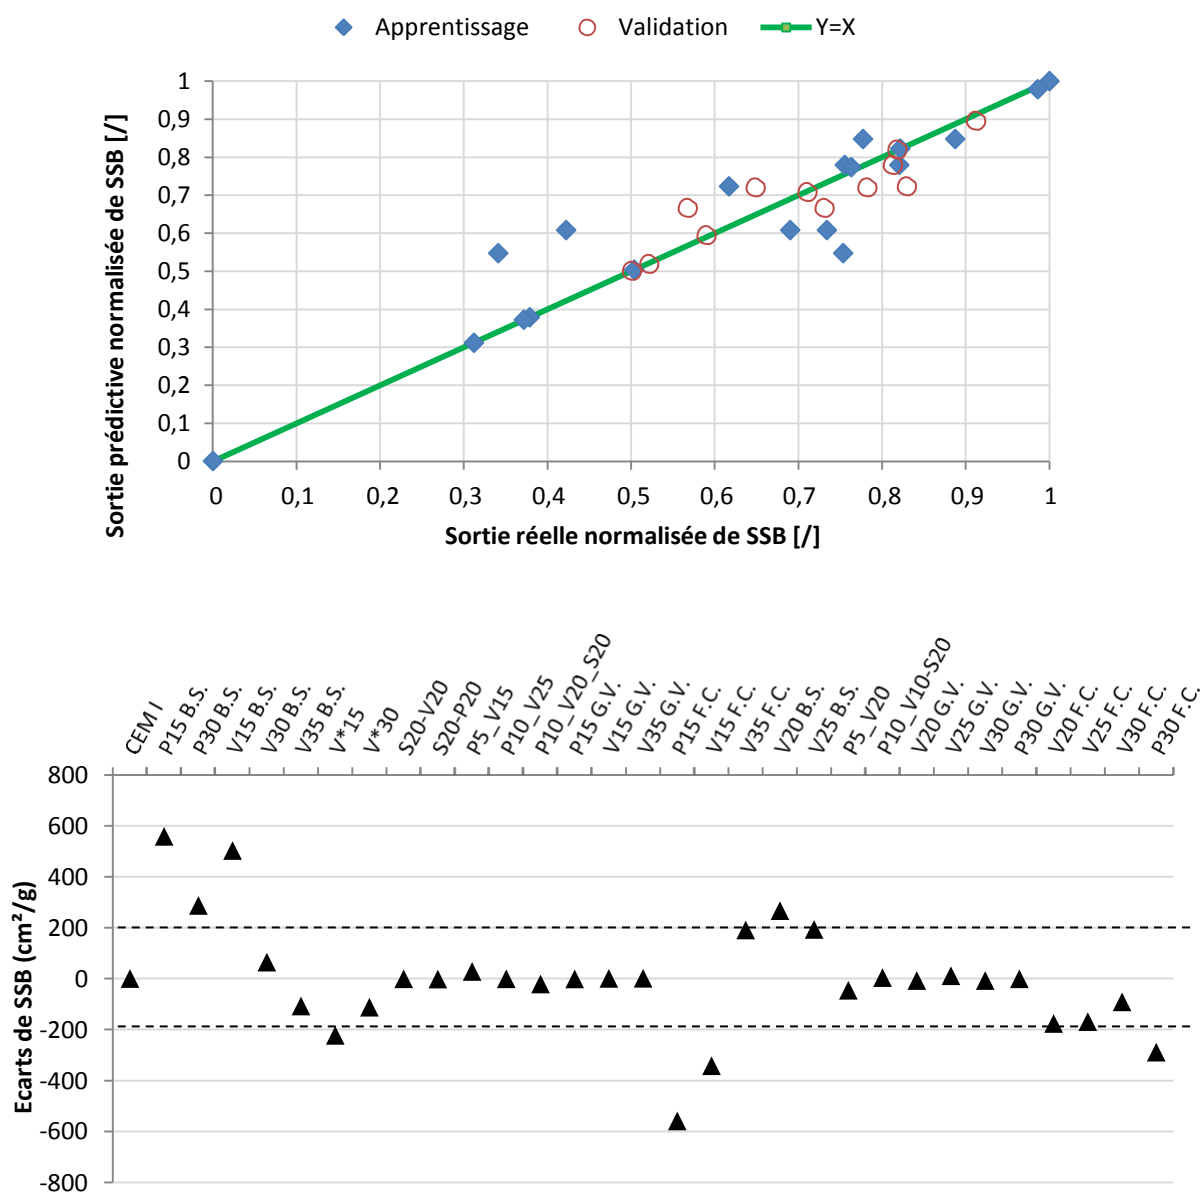 Apprentissage Validation Y=X
Sortie prédictive normalisée de SSB [/]
1
0,9
0,8
0,7
0,6
0,5
0,4
0,3
0,2
0,1
0
0 0,1 0,2 0,3 0,4 0,5 0,6 0,7 0,8 0,9 1
Sortie réelle normalisée de SSB [/]
CEM I
P15 B.S.
P30 B.S.
V15 B.S.
V30 B.S.
V35 B.S.
V*15
V*30
S20-V20
S20-P20
P5_V15
P10_V25
P10_V20_S20
P15 G.V.
V15 G.V.
V35 G.V.
P15 F.C.
V15 F.C.
V35 F.C.
V20 B.S.
V25 B.S.
P5_V20
P10_V10-S20
V20 G.V.
V25 G.V.
V30 G.V.
P30 G.V.
V20 F.C.
V25 F.C.
V30 F.C.
P30 F.C.
Ecarts de SSB (cm²/g)
800
600
400
200
0
-200
-400
-600
-800